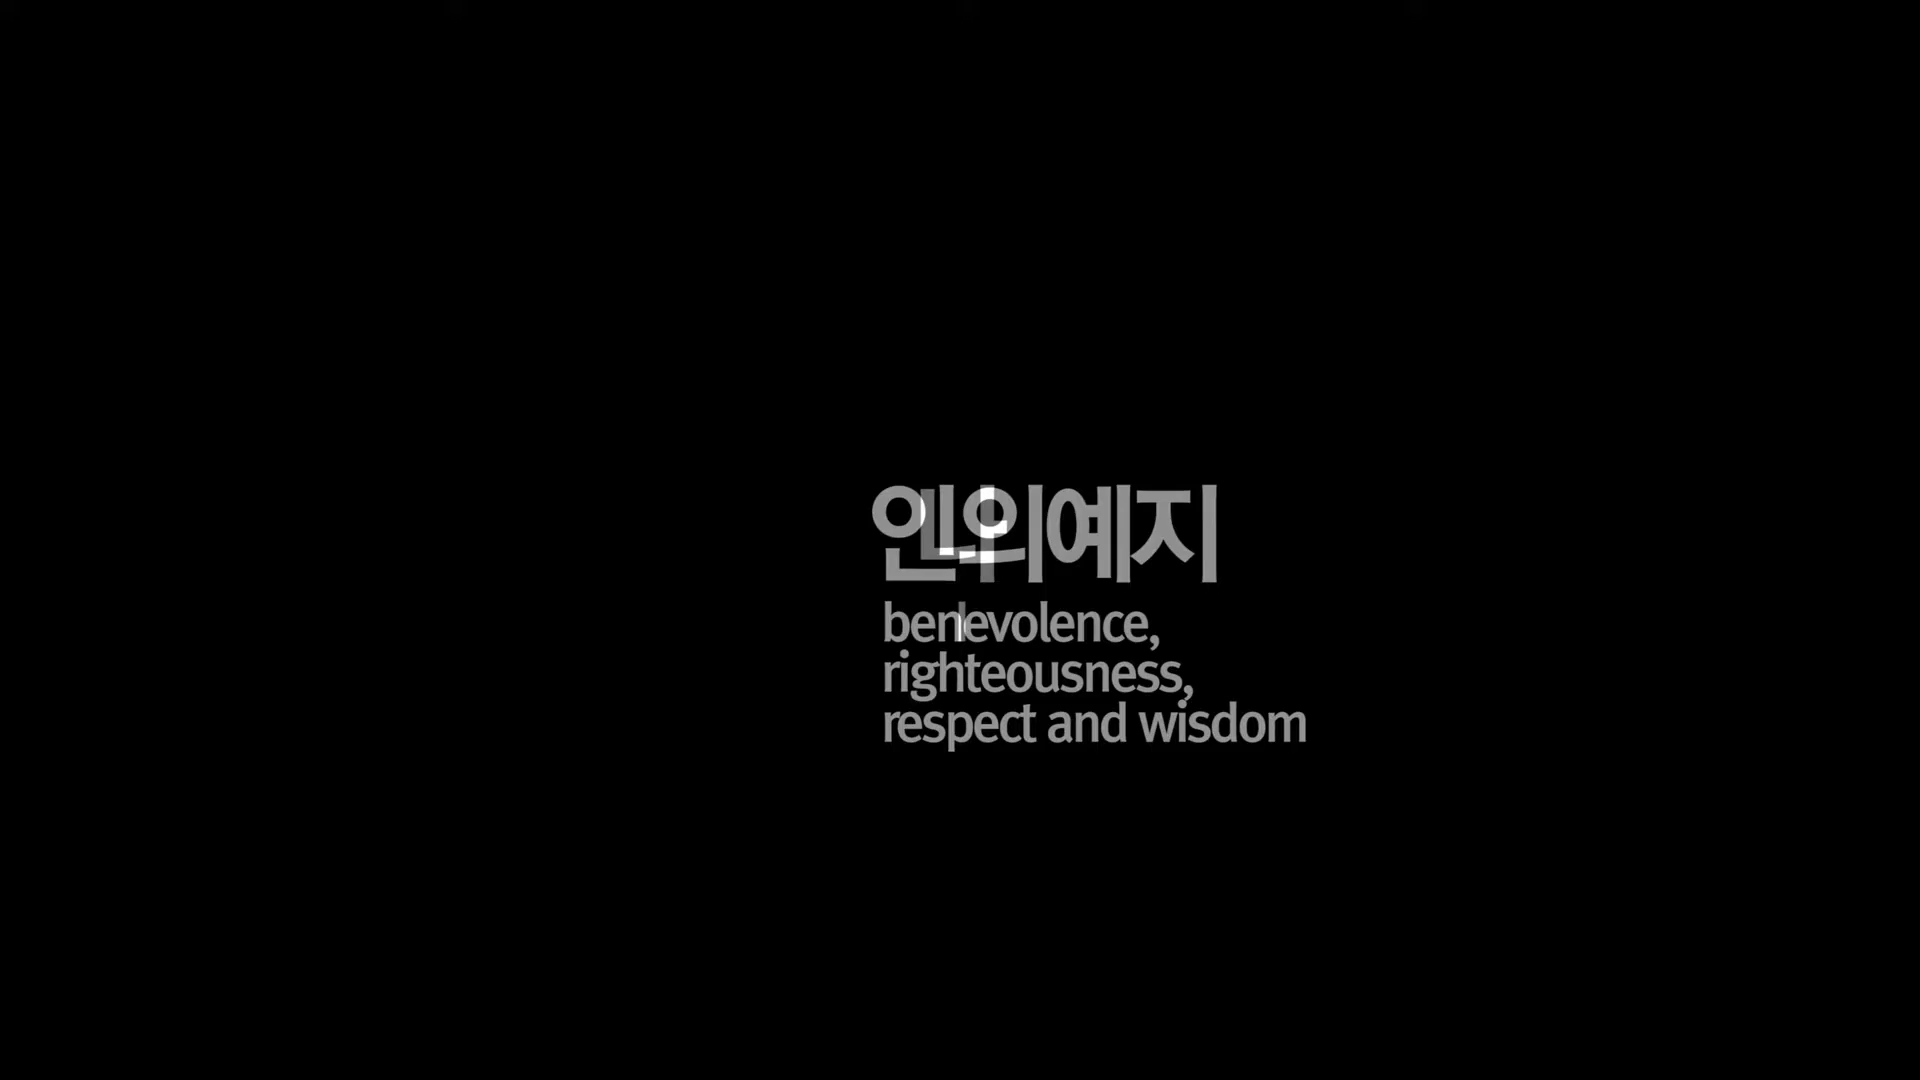 인의예지
benevolence,
righteousness,
respect and wisdom